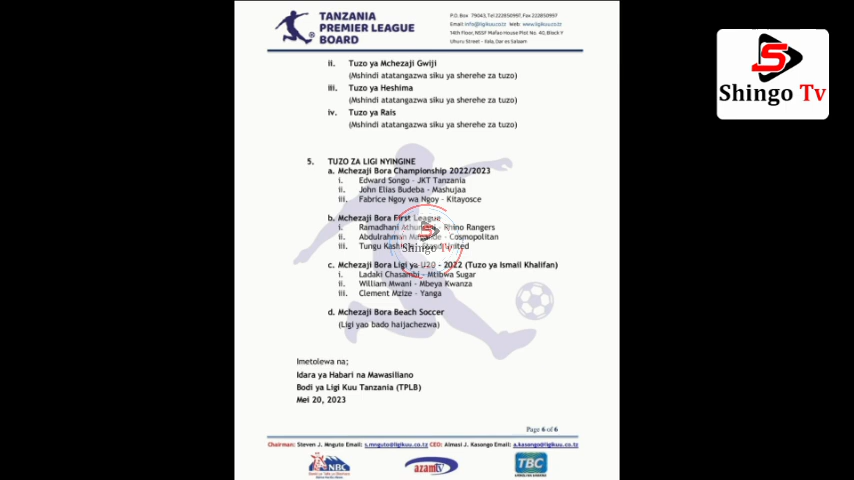 TANZANIA
PREMIER LEAGUE
BOARD
P.O. Box 75043, Tel:222850997, Fax 222850997
Email: info@ligikuu.co.tz Web: www.ligikuu.co.tz
14th Floor, NSSF Mafao House Plot No. 40, Block Y
Uhuru Street - Ilala, Dar es Salaam
Shingo Tv
ii. Tuzo ya Mchezaji Gwiji
(Mshindi atatangazwa siku ya sherehe za tuzo)
iii. Tuzo ya Heshima
(Mshindi atatangazwa siku ya sherehe za tuzo)
iv. Tuzo ya Rais
(Mshindi atatangazwa siku ya sherehe za tuzo)
5. TUZO ZA LIGI NYINGINE
a. Mchezaji Bora Championship 2022/2023
i. Edward Songo - JKT Tanzania
ii. John Elias Budeba - Mashujaa
iii. Fabrice Ngoy wa Ngoy - Kitayosce
b. Mchezaji Bora First League
i. Ramadhani - Rhino Rangers
ii. Abdulrahman - Cosmopolitan
iii. Tungu - United
Shingo Tv
c. Mchezaji Bora Ligi ya U20 - 2022 (Tuzo ya Ismail Khalifan)
i. Ladaki Chasambi - Mtibwa Sugar
ii. William Mwani - Mbeya Kwanza
iii. Clement Mzize - Yanga
d. Mchezaji Bora Beach Soccer
(Ligi yao bado haijachezwa)
Imetolewa na;
Idara ya Habari na Mawasiliano
Bodi ya Ligi Kuu Tanzania (TPLB)
Mei 20, 2023
Page 6 of 6
Chairman: Steven J. Mnguto Email: s.mnguto@ligikuu.co.tz CEO: Almasi J. Kasongo Email: a.kasongo@ligikuu.co.tz
NBC
azamtv
TBC